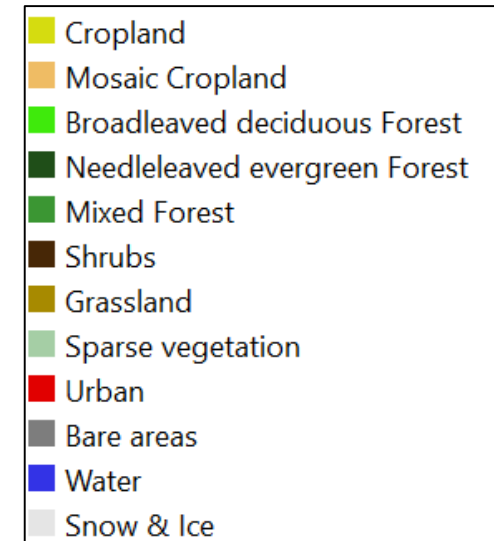 Cropland
Mosaic Cropland
Broadleaved deciduous Forest
Needleleaved evergreen Forest
Mixed Forest
Shrubs
Grassland
Sparse vegetation
Urban
Bare areas
Water
Snow & Ice